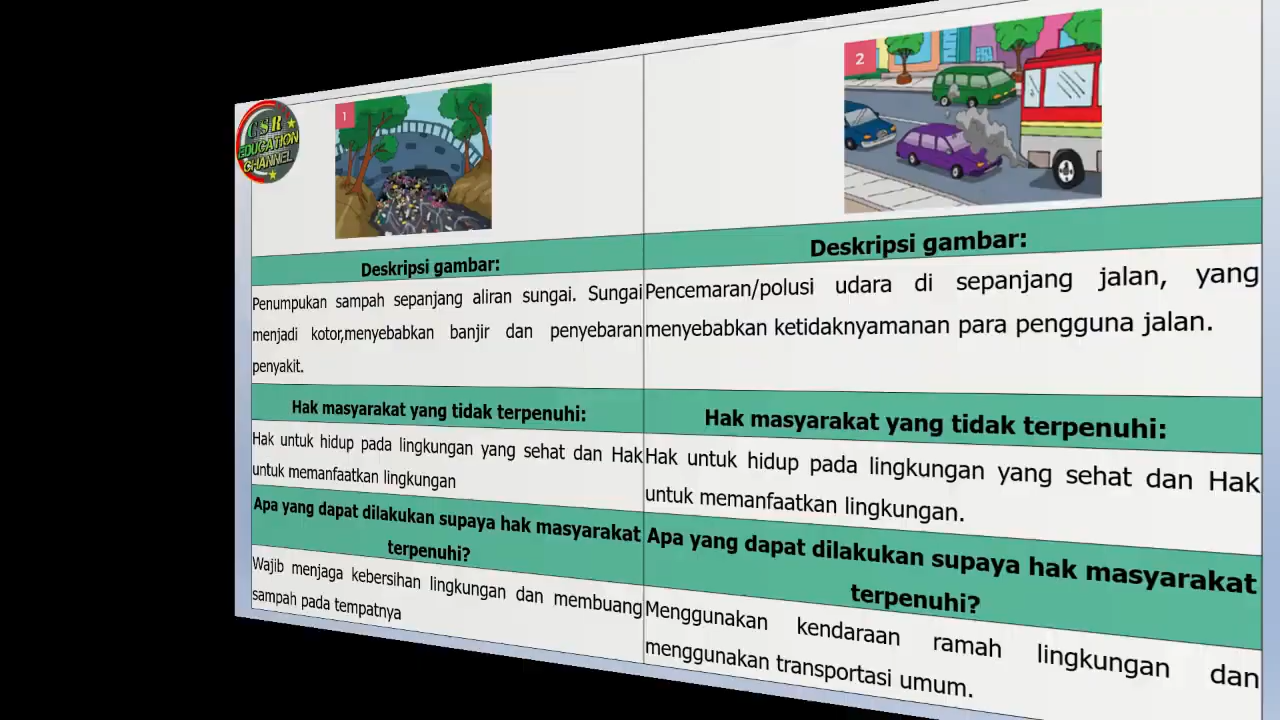 GSR
EDUCATION
CHANNEL
1
Deskripsi gambar:
Penumpukan sampah sepanjang aliran sungai. Sungai
menjadi kotor,menyebabkan banjir dan penyebaran
penyakit.
Hak masyarakat yang tidak terpenuhi:
Hak untuk hidup pada lingkungan yang sehat dan Hak
untuk memanfaatkan lingkungan
Apa yang dapat dilakukan supaya hak masyarakat
terpenuhi?
Wajib menjaga kebersihan lingkungan dan membuang
sampah pada tempatnya
2
Deskripsi gambar:
Pencemaran/polusi udara di sepanjang jalan, yang
menyebabkan ketidaknyamanan para pengguna jalan.
Hak masyarakat yang tidak terpenuhi:
Hak untuk hidup pada lingkungan yang sehat dan Hak
untuk memanfaatkan lingkungan.
Apa yang dapat dilakukan supaya hak masyarakat
terpenuhi?
Menggunakan kendaraan ramah lingkungan dan
menggunakan transportasi umum.